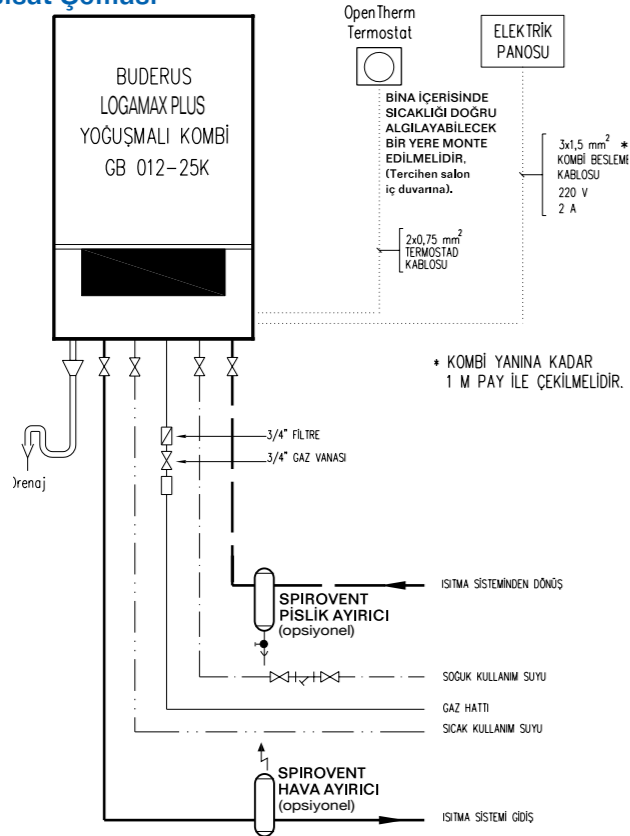 OpenTherm
Termostat
ELEKTRİK
PANOSU
BUDERUS
LOGAMAX PLUS
YOĞUŞMALI KOMBİ
GB 012-25K
BİNA İÇERİSİNDE
SICAKLIĞI DOĞRU
ALGILAYABİLECEK
BİR YERE MONTE
EDİLMELİDİR,
(Tercihen salon
iç duvarına).
3x1,5 mm² *
KOMBİ BESLEME
KABLOSU
220 V
2 A
2x0,75 mm²
TERMOSTAD
KABLOSU
* KOMBİ YANINA KADAR
1 M PAY İLE ÇEKİLMELİDİR.
3/4" FİLTRE
3/4" GAZ VANASI
ISITMA SİSTEMİNDEN DÖNÜŞ
SPIROVENT
PİSLİK AYIRICI
(opsiyonel)
SOĞUK KULLANIM SUYU
GAZ HATTI
SICAK KULLANIM SUYU
SPIROVENT
HAVA AYIRICI
(opsiyonel)
ISITMA SİSTEMİ GİDİŞ